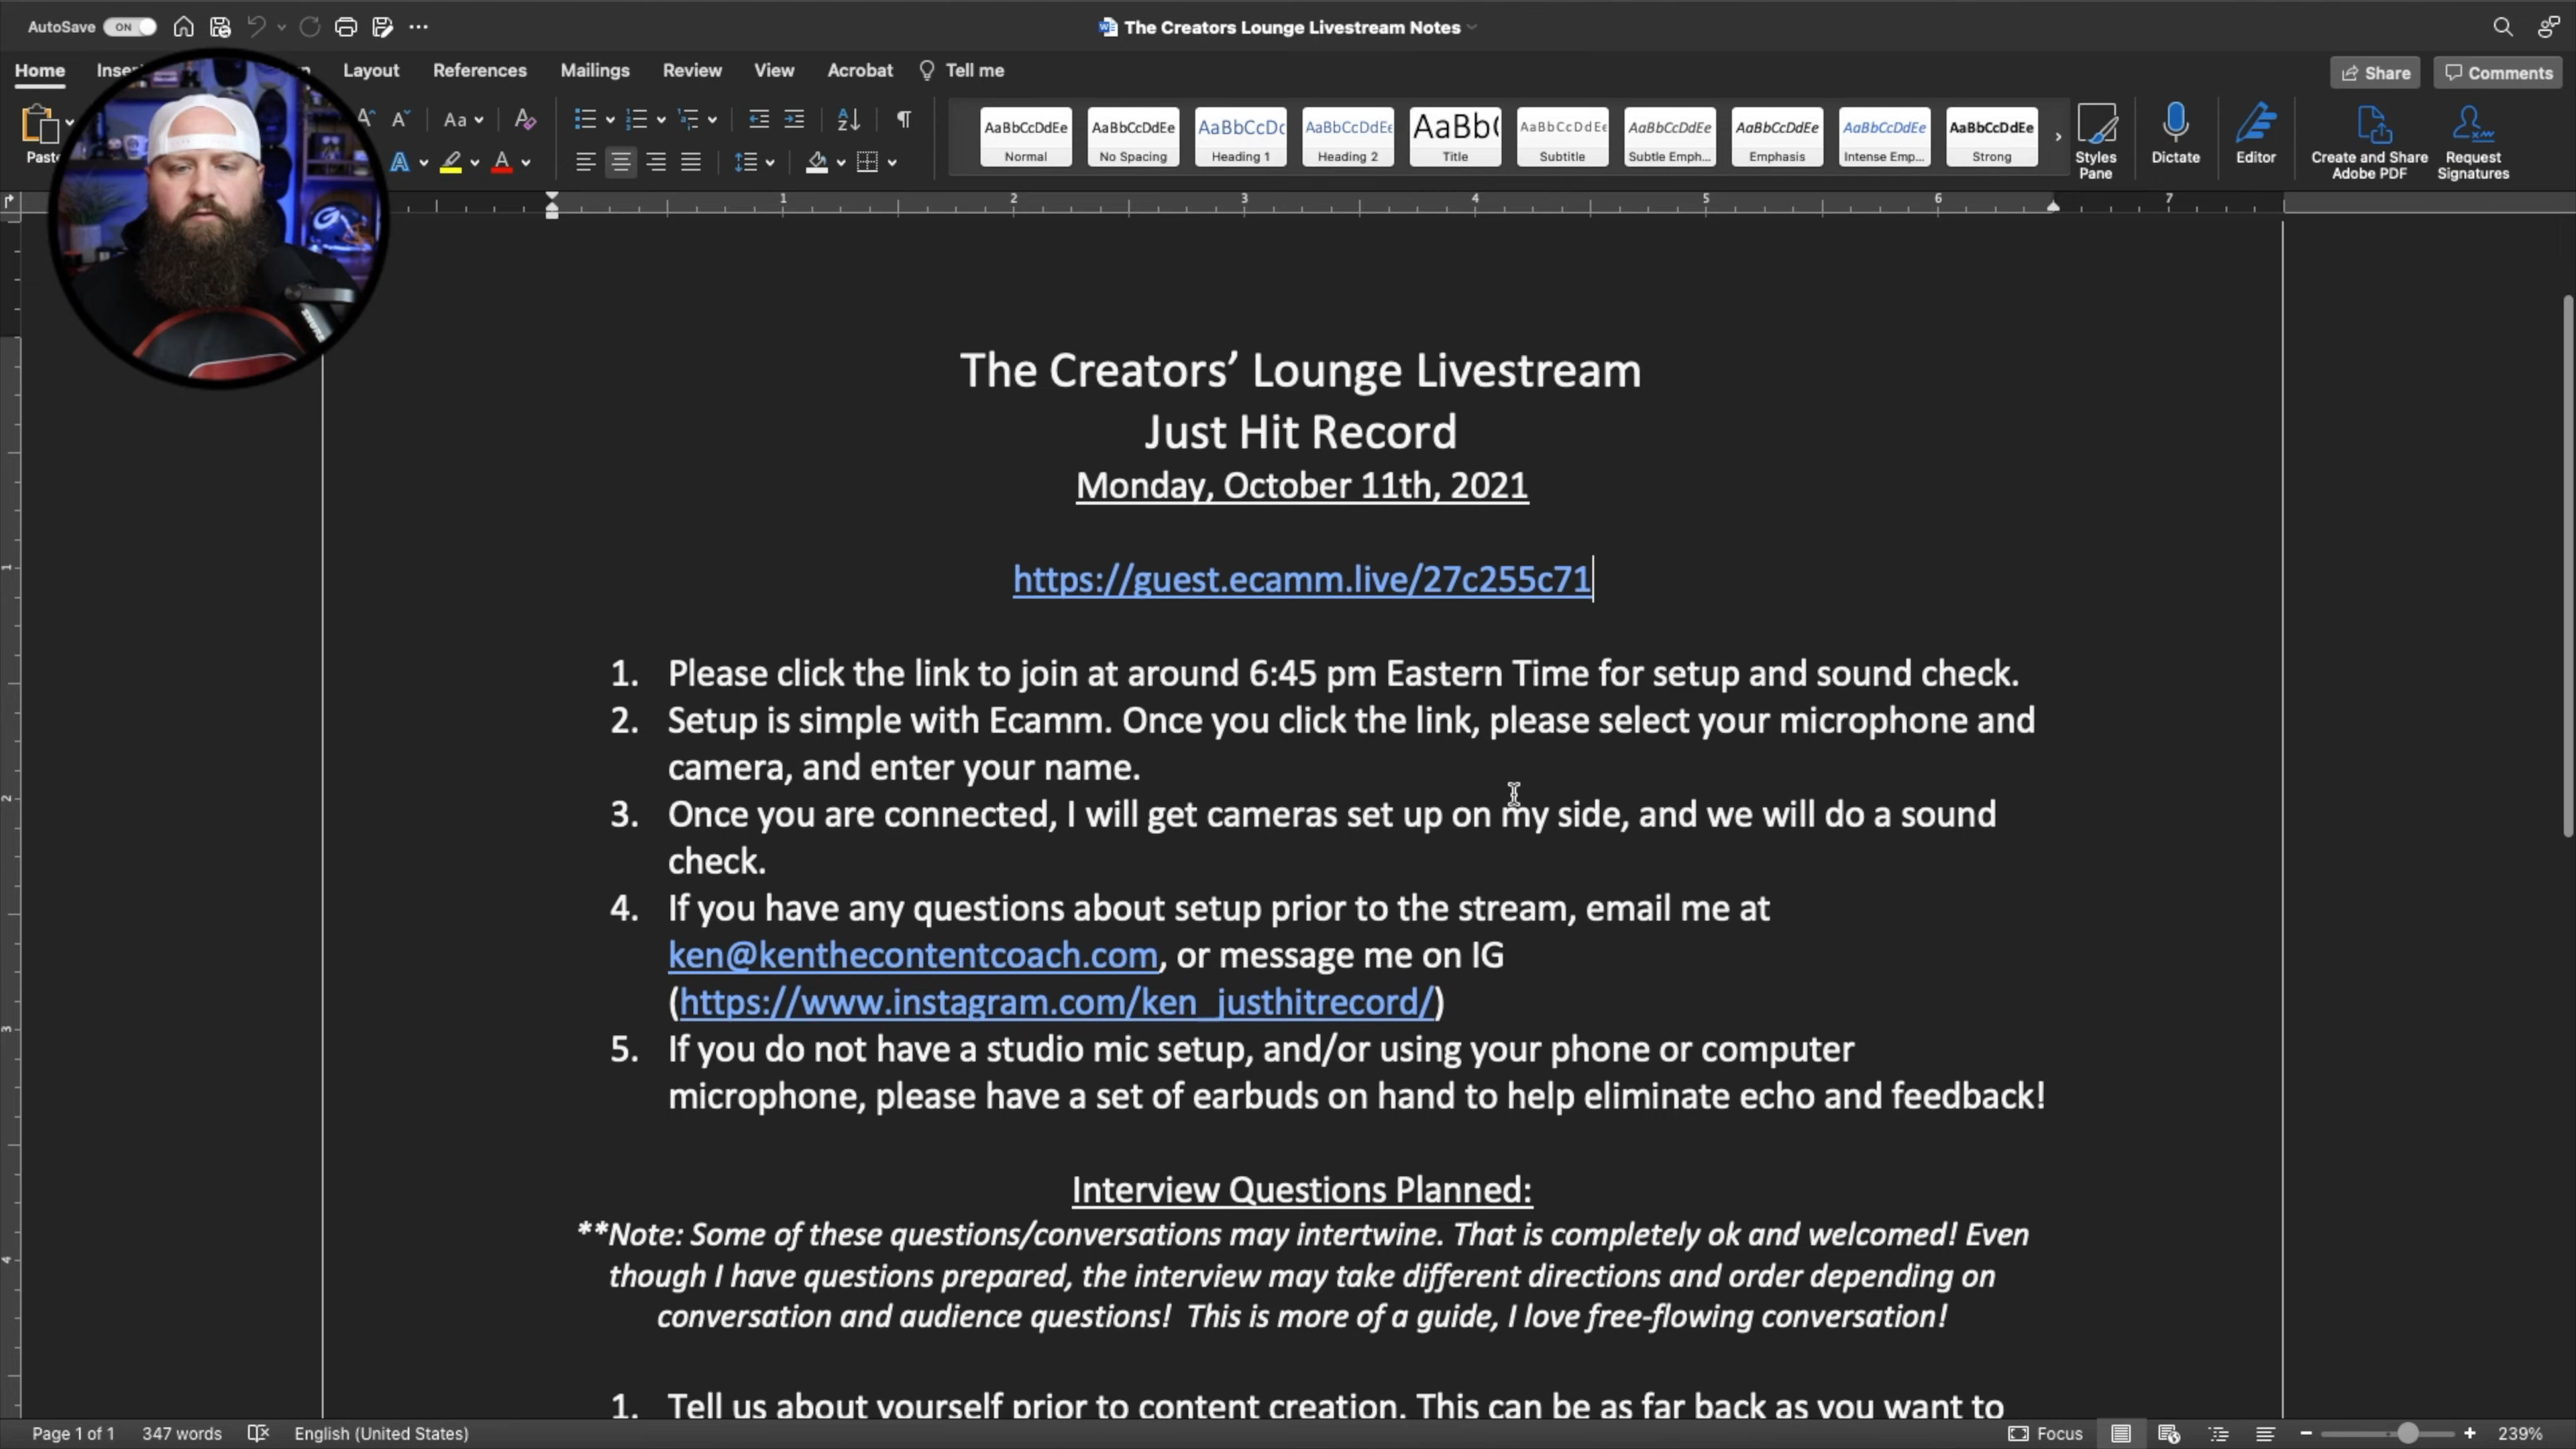 AutoSave ON
The Creators Lounge Livestream Notes
Home Layout References Mailings Review View Acrobat Tell me
Share Comments
Aa
A
A
AaBbCcDdEe AaBbCcDdEe AaBbCcDdEe AaBbCcDdEe AaBbCcDdEe AaBbCcDdEe AaBbCcDdEe AaBbCcDdEe
Normal No Spacing Heading 1 Heading 2 Title Subtitle Subtle Emph... Emphasis Intense Emp... Strong
Styles Pane
Dictate
Editor
Create and Share Adobe PDF
Request Signatures
1 2 3 4 5 6 7
The Creators’ Lounge Livestream
Just Hit Record
Monday, October 11th, 2021
https://guest.ecamm.live/27c255c71
1. Please click the link to join at around 6:45 pm Eastern Time for setup and sound check.
2. Setup is simple with Ecamm. Once you click the link, please select your microphone and
camera, and enter your name.
3. Once you are connected, I will get cameras set up on my side, and we will do a sound
check.
4. If you have any questions about setup prior to the stream, email me at
ken@kenthecontentcoach.com, or message me on IG
(https://www.instagram.com/ken_justhitrecord/)
5. If you do not have a studio mic setup, and/or using your phone or computer
microphone, please have a set of earbuds on hand to help eliminate echo and feedback!
Interview Questions Planned:
**Note: Some of these questions/conversations may intertwine. That is completely ok and welcomed! Even
though I have questions prepared, the interview may take different directions and order depending on
conversation and audience questions! This is more of a guide, I love free-flowing conversation!
1. Tell us about yourself prior to content creation. This can be as far back as you want to
Page 1 of 1 347 words English (United States)
Focus 239%